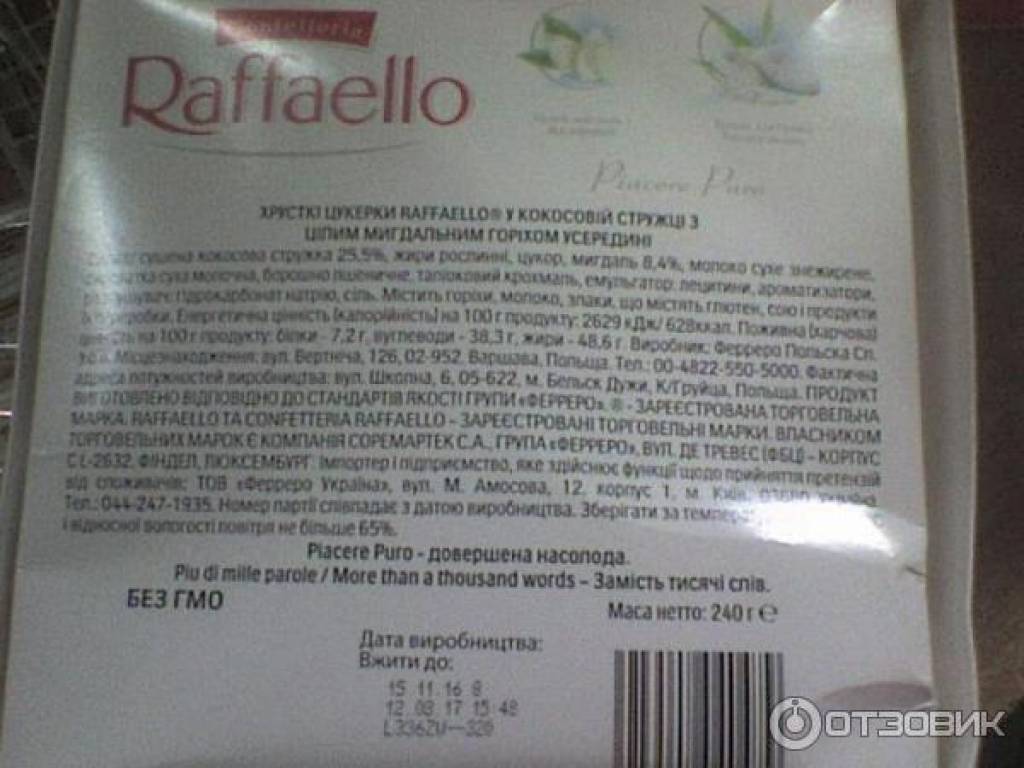 Confetteria
Raffaello
Piacere Puro
ХРУСТКІ ЦУКЕРКИ RAFFAELLO® У КОКОСОВІЙ СТРУЖЦІ З
ЦІЛИМ МИГДАЛЬНИМ ГОРІХОМ УСЕРЕДИНІ
сушена кокосова стружка 25,5%, жири рослинні, цукор, мигдаль 8,4%, молоко сухе знежирене,
суха молочна, борошно пшеничне, тапіоковий крохмаль, емульгатор: лецитини, ароматизатори,
гідрокарбонат натрію, сіль. Містить горіхи, молоко, злаки, що містять глютен, сою і продукти
Енергетична цінність (калорійність) на 100 г продукту: 2629 кДж/ 628ккал. Поживна (харчова)
цінність на 100 г продукту: білки - 7,2 г, вуглеводи - 38,3 г, жири - 48,6 г. Виробник: Ферреро Польска Сп.
Місцезнаходження: вул. Вертнеча, 126, 02-952, Варшава, Польща. Тел.: 00-4822-550-5000. Фактична
адреса потужностей виробництва: вул. Школна, 6, 05-622, м. Бельск Дужи, К/Груйца, Польща. ПРОДУКТ
ВИГОТОВЛЕНО ВІДПОВІДНО ДО СТАНДАРТІВ ЯКОСТІ ГРУПИ «ФЕРРЕРО». ® - ЗАРЕЄСТРОВАНА ТОРГОВЕЛЬНА
МАРКА. RAFFAELLO ТА CONFETTERIA RAFFAELLO - ЗАРЕЄСТРОВАНІ ТОРГОВЕЛЬНІ МАРКИ. ВЛАСНИКОМ
ТОРГОВЕЛЬНИХ МАРОК Є КОМПАНІЯ СОРЕМАРТЕК С.А., ГРУПА «ФЕРРЕРО», ВУЛ. ДЕ ТРЕВЕС (ФБЦ) - КОРПУС
С L-2632, ФІНДЕЛ, ЛЮКСЕМБУРГ. Імпортер і підприємство, яке здійснює функції щодо прийняття претензій
від споживачів: ТОВ «Ферреро Україна», вул. М. Амосова, 12, корпус 1, м. Київ, 03680, Україна.
Тел.: 044-247-1935. Номер партії співпадає з датою виробництва. Зберігати за
і відносної вологості повітря не більше 65%.
Piacere Puro - довершена насолода.
Piu di mille parole / More than a thousand words – Замість тисячі слів.
БЕЗ ГМО
Маса нетто: 240 г ℮
Дата виробництва:
Вжити до:
15 11 16 8
12 08 17 15 48
L336ZW--320
ОТЗОВИК